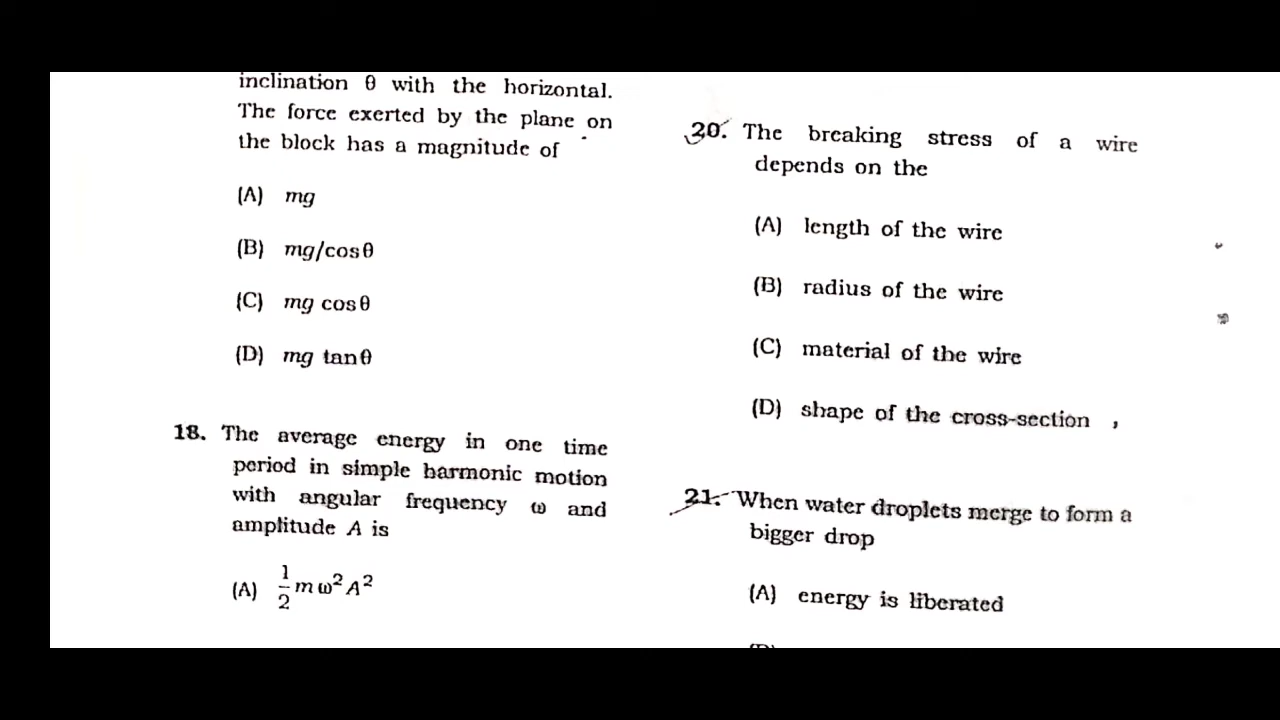 inclination θ with the horizontal.
The force exerted by the plane on
the block has a magnitude of
(A) mg
(B) mg/cosθ
(C) mg cosθ
(D) mg tanθ
18. The average energy in one time
period in simple harmonic motion
with angular frequency ω and
amplitude A is
(A) 1/2 m ω² A²
20. The breaking stress of a wire
depends on the
(A) length of the wire
(B) radius of the wire
(C) material of the wire
(D) shape of the cross-section
21. When water droplets merge to form a
bigger drop
(A) energy is liberated